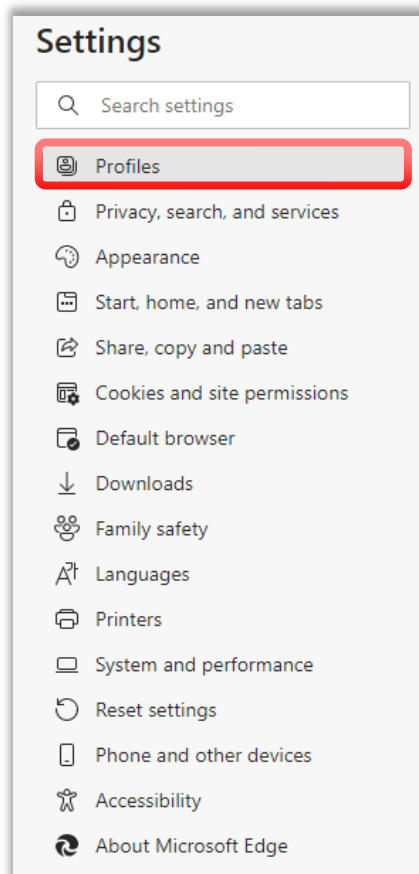 Settings
Search settings
Profiles
Privacy, search, and services
Appearance
Start, home, and new tabs
Share, copy and paste
Cookies and site permissions
Default browser
Downloads
Family safety
Languages
Printers
System and performance
Reset settings
Phone and other devices
Accessibility
About Microsoft Edge